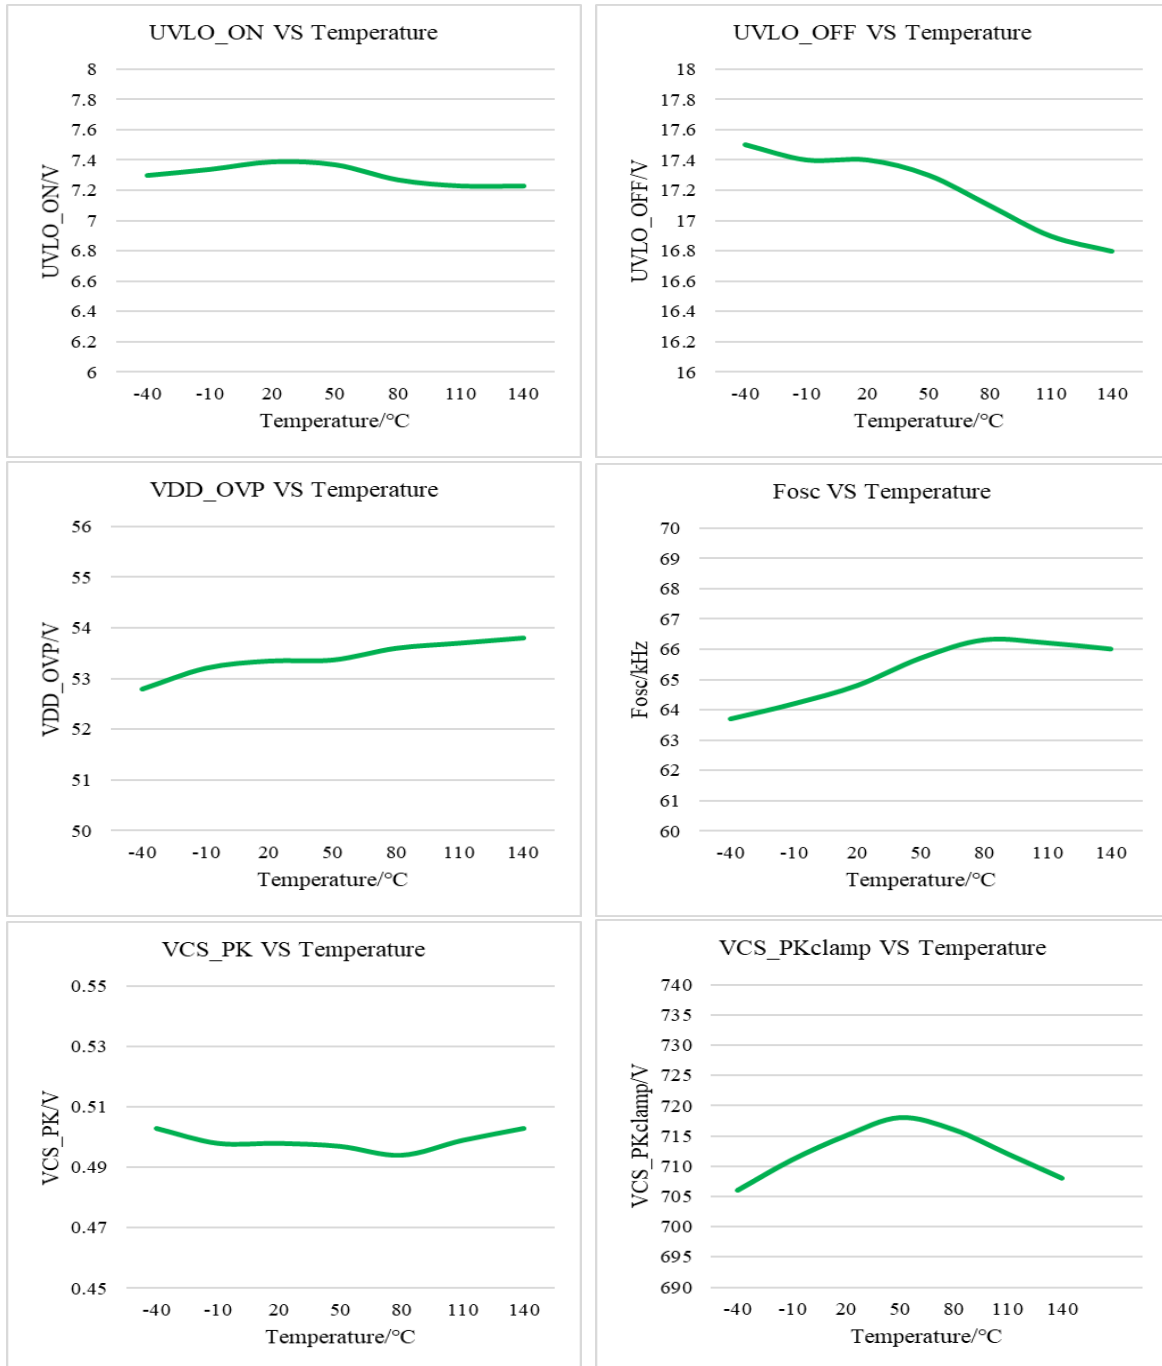 UVLO_ON VS Temperature
8
7.8
7.6
7.4
7.2
7
6.8
6.6
6.4
6.2
6
UVLO_ON/V
-40 -10 20 50 80 110 140
Temperature/°C
UVLO_OFF VS Temperature
18
17.8
17.6
17.4
17.2
17
16.8
16.6
16.4
16.2
16
UVLO_OFF/V
-40 -10 20 50 80 110 140
Temperature/°C
VDD_OVP VS Temperature
56
55
54
53
52
51
50
VDD_OVP/V
-40 -10 20 50 80 110 140
Temperature/°C
Fosc VS Temperature
70
69
68
67
66
65
64
63
62
61
60
Fosc/kHz
-40 -10 20 50 80 110 140
Temperature/°C
VCS_PK VS Temperature
0.55
0.53
0.51
0.49
0.47
0.45
VCS_PK/V
-40 -10 20 50 80 110 140
Temperature/°C
VCS_PKclamp VS Temperature
740
735
730
725
720
715
710
705
700
695
690
VCS_PKclamp/V
-40 -10 20 50 80 110 140
Temperature/°C